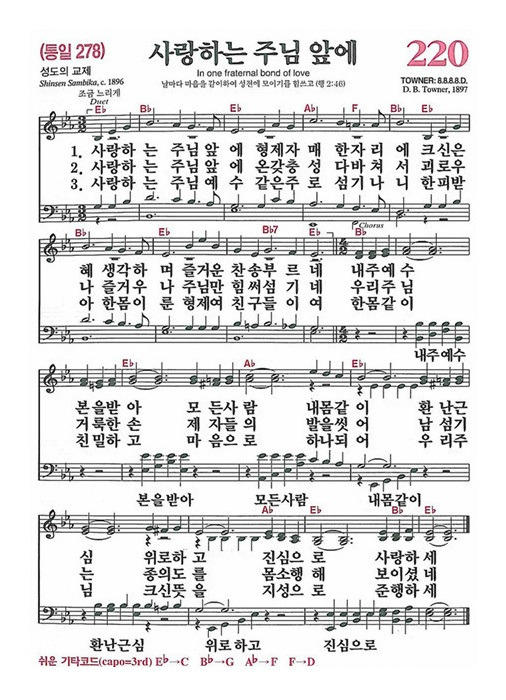 (통일 278) 사랑하는 주님 앞에 220
성도의 교제 In one fraternal bond of love TOWNER: 8.8.8.8.D.
Shinsen Sambika, c. 1896 날마다 마음을 같이하여 성전에 모이기를 힘쓰고 (행 2:46) D. B. Towner, 1897
조금 느리게
Duet
E♭ B♭ E♭ B♭ E♭ F B♭ E♭
1. 사랑하 는 주님 앞 에 형제자 매 한자 리 에 크신은
2. 사랑하 는 주님 앞 에 온갖충 성 다바 쳐 서 괴로우
3. 사랑하 는 주님예 수 같은주 로 섬기 나 니 한피받
Chorus
B♭ E♭ B♭7 E♭ B♭
혜 생각하 며 즐거운 찬송부 르 네 내주예수
나 즐거우 나 주님만 힘써섬 기 네 우리주님
아 한몸이 룬 형제여 친구들 이 여 한몸같이
내주예수
E♭ A♭ E♭
본을받 아 모 든사 람 내몸같 이 환 난근
거룩한 손 제 자들 의 발을씻 어 남 섬기
친밀하 고 마 음으 로 하나되 어 우 리주
본을받아 모든사람 내몸같이
A♭ E♭ B♭ E♭
심 위로하 고 진심으 로 사랑하 세
는 종의도 를 몸소행 해 보이셨 네
님 크신뜻 을 지성으 로 준행하 세
환난근심 위로하고 진심으로
쉬운 기타코드(capo=3rd) E♭→C B♭→G A♭→F F→D